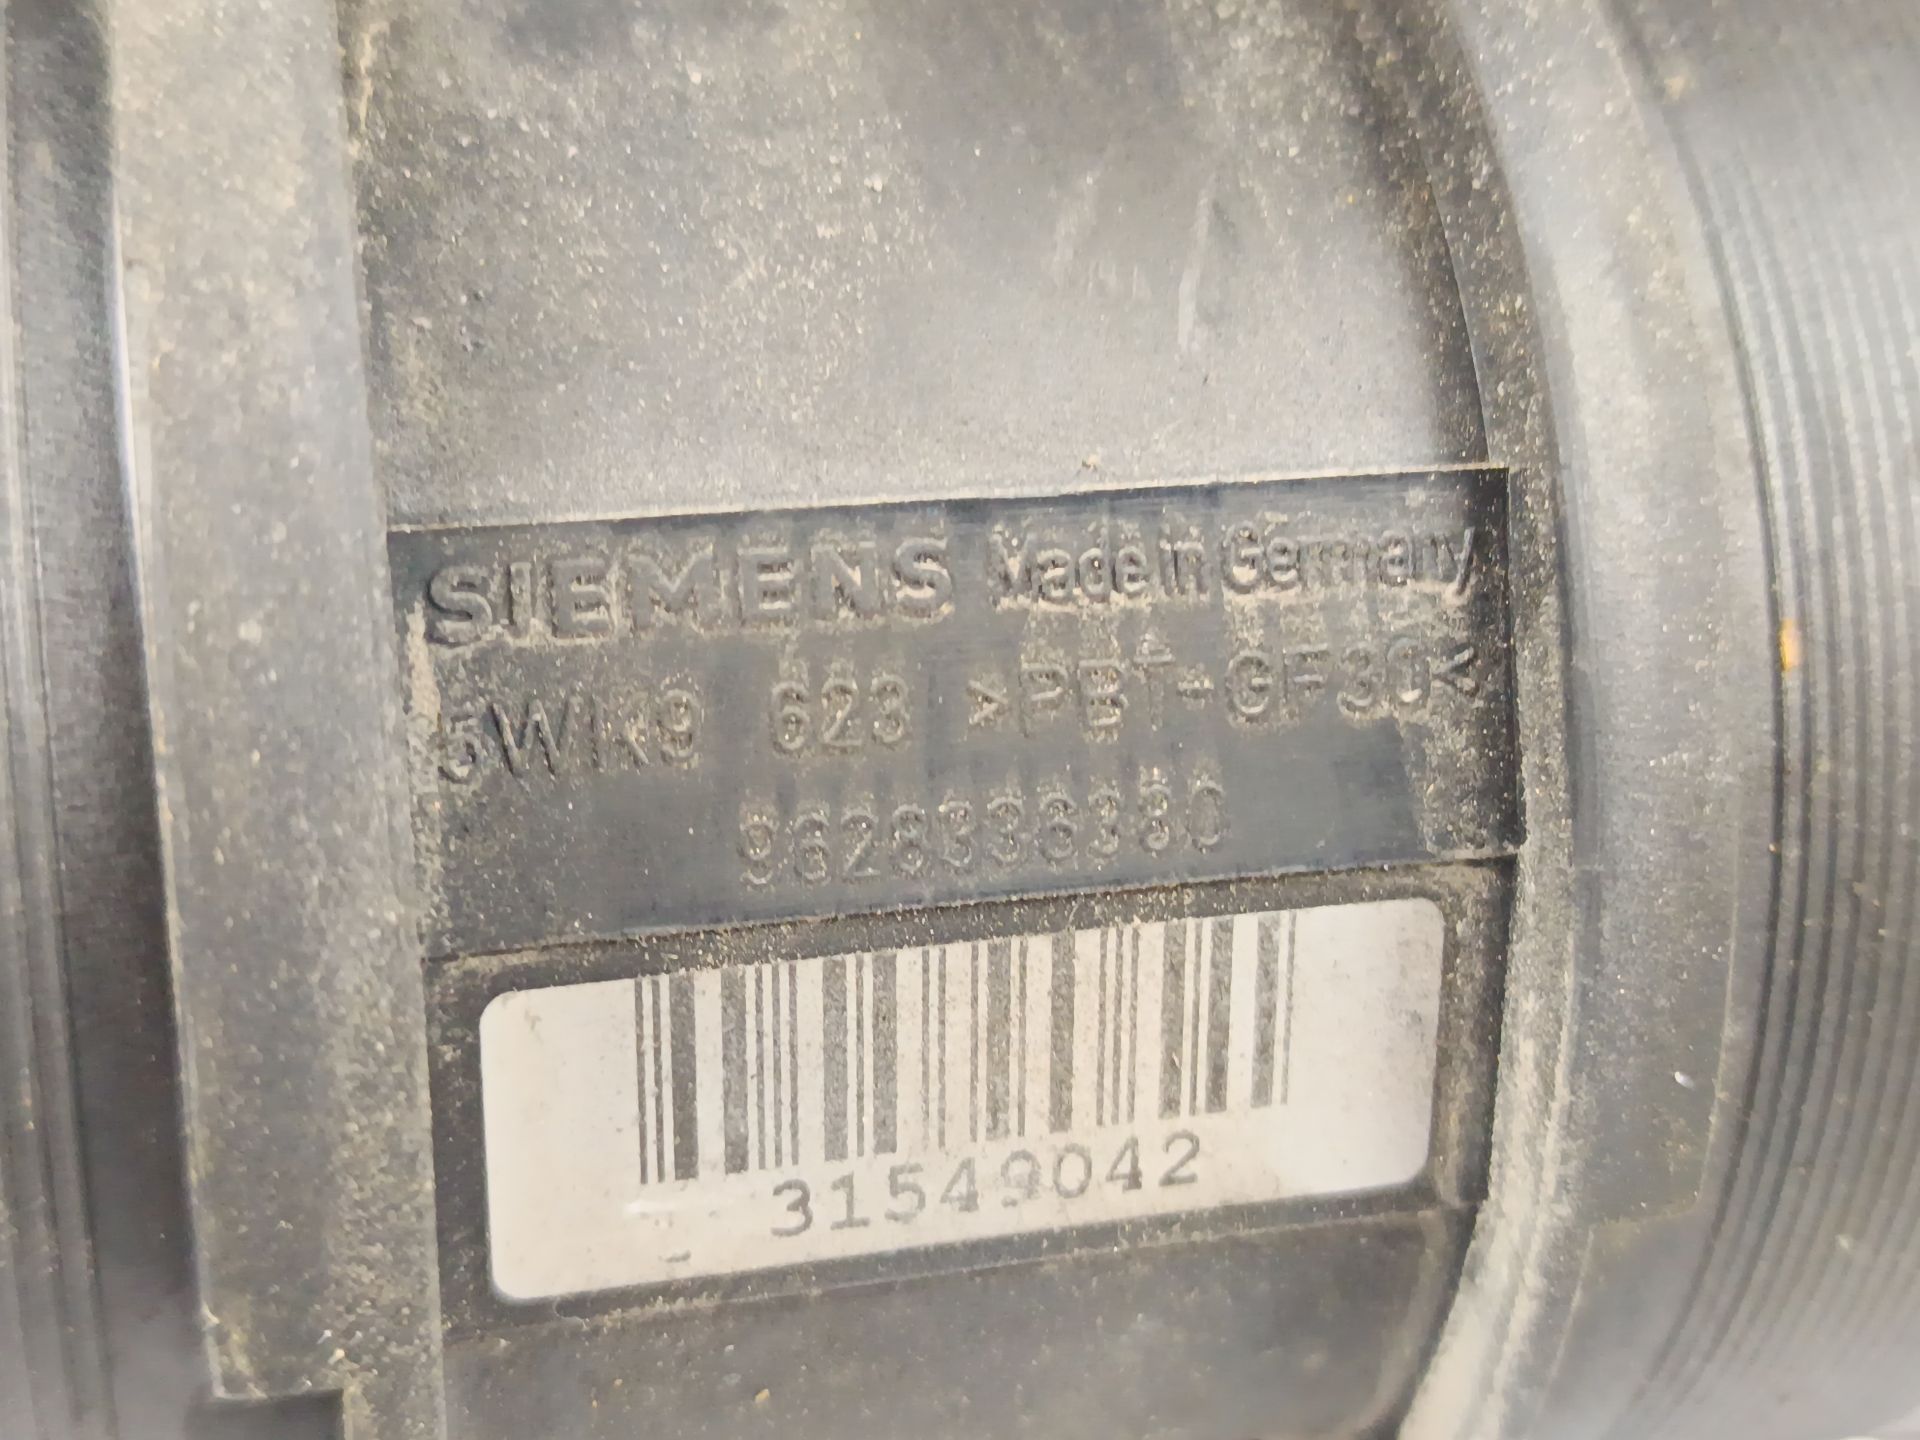 SIEMENS Made in Germany
5WK9 623 >PBT-GF30<
9628336380
31549042